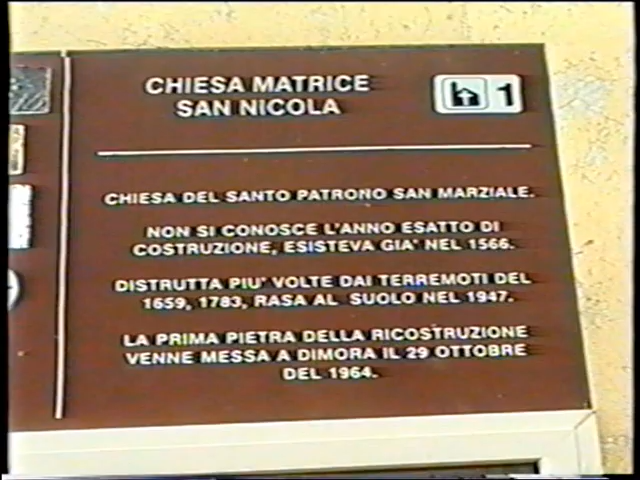 CHIESA MATRICE
SAN NICOLA
1
CHIESA DEL SANTO PATRONO SAN MARZIALE.
NON SI CONOSCE L'ANNO ESATTO DI
COSTRUZIONE, ESISTEVA GIA' NEL 1566.
DISTRUTTA PIU' VOLTE DAI TERREMOTI DEL
1659, 1783, RASA AL SUOLO NEL 1947.
LA PRIMA PIETRA DELLA RICOSTRUZIONE
VENNE MESSA A DIMORA IL 29 OTTOBRE
DEL 1964.